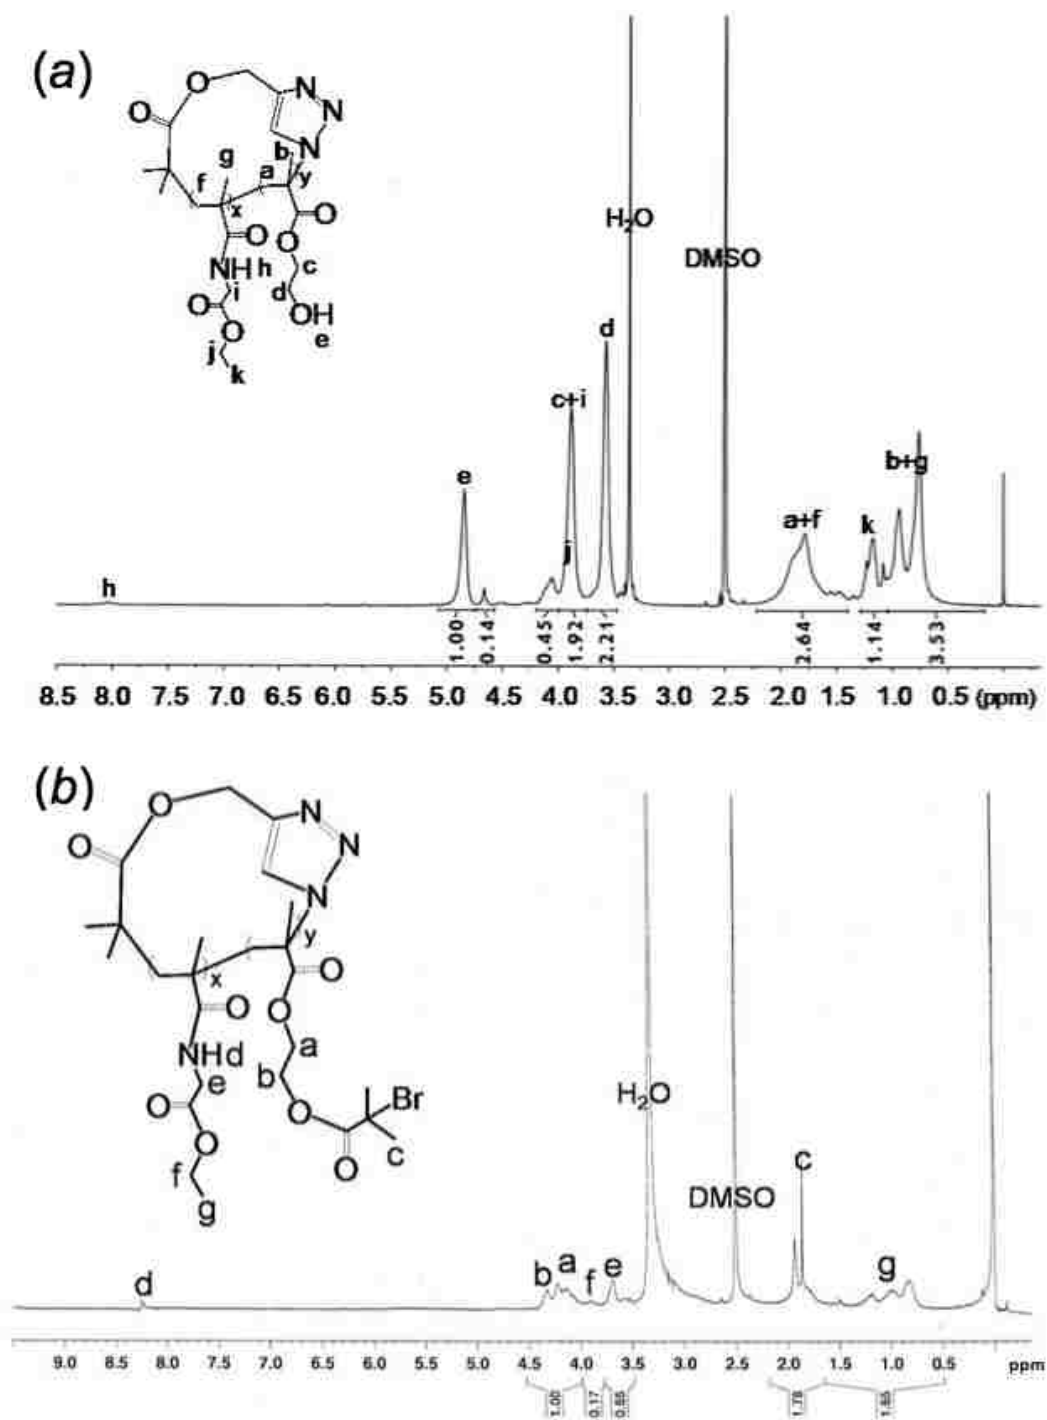 (a)
O
N
N
O
N
g
b
a
y
f
x
O
O
O
NH h
c
i
d
O
OH
O
e
j
k
H₂O
DMSO
d
c+i
e
b+g
a+f
j
k
h
1.00
0.14
0.45
1.92
2.21
2.64
1.14
3.53
8.5 8.0 7.5 7.0 6.5 6.0 5.5 5.0 4.5 4.0 3.5 3.0 2.5 2.0 1.5 1.0 0.5 (ppm)
(b)
O
N
N
O
N
y
x
O
O
O
NHd
a
e
b
O
O
Br
O
c
f
O
g
H₂O
c
DMSO
d
b a f e
g
9.0 8.5 8.0 7.5 7.0 6.5 6.0 5.5 5.0 4.5 4.0 3.5 3.0 2.5 2.0 1.5 1.0 0.5 ppm
1.00
0.17